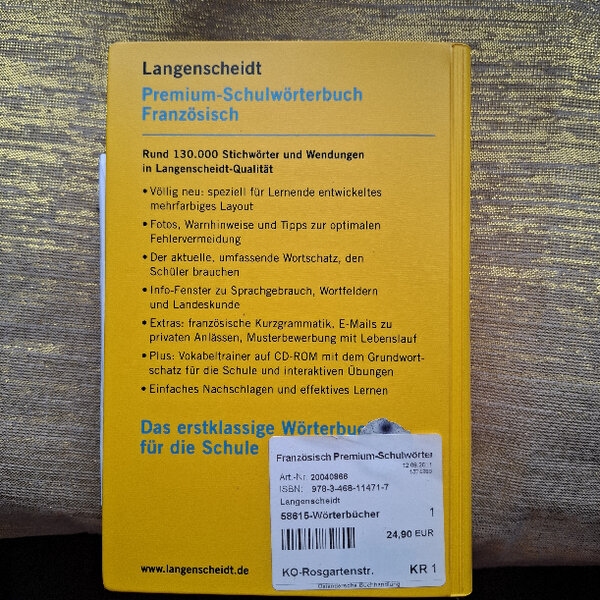 Langenscheidt
Premium-Schulwörterbuch
Französisch
Rund 130.000 Stichwörter und Wendungen
in Langenscheidt-Qualität
• Völlig neu: speziell für Lernende entwickeltes
mehrfarbiges Layout
• Fotos, Warnhinweise und Tipps zur optimalen
Fehlervermeidung
• Der aktuelle, umfassende Wortschatz, den
Schüler brauchen
• Info-Fenster zu Sprachgebrauch, Wortfeldern
und Landeskunde
• Extras: französische Kurzgrammatik, E-Mails zu
privaten Anlässen, Musterbewerbung mit Lebenslauf
• Plus: Vokabeltrainer auf CD-ROM mit dem Grundwort-
schatz für die Schule und interaktiven Übungen
• Einfaches Nachschlagen und effektives Lernen
Das erstklassige Wörterbuc
für die Schule
Französisch Premium-Schulwörter
Art.-Nr. 20040866
ISBN: 978-3-468-11471-7
Langenscheidt
58615-Wörterbücher 1
24,90 EUR
KQ-Rosgartenstr. KR 1
www.langenscheidt.de